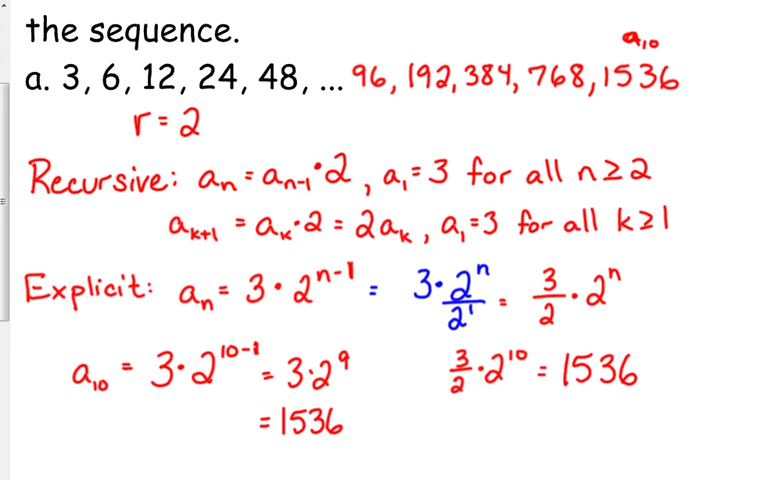 the sequence.
a₁₀
a. 3, 6, 12, 24, 48, ... 96, 192, 384, 768, 1536
r = 2
Recursive: aₙ = aₙ₋₁ · 2 , a₁ = 3 for all n ≥ 2
aₖ₊₁ = aₖ · 2 = 2aₖ , a₁ = 3 for all k ≥ 1
Explicit: aₙ = 3 · 2ⁿ⁻¹ = 3 · 2ⁿ/2¹ = 3/2 · 2ⁿ
a₁₀ = 3 · 2¹⁰⁻¹ = 3 · 2⁹ 3/2 · 2¹⁰ = 1536
= 1536